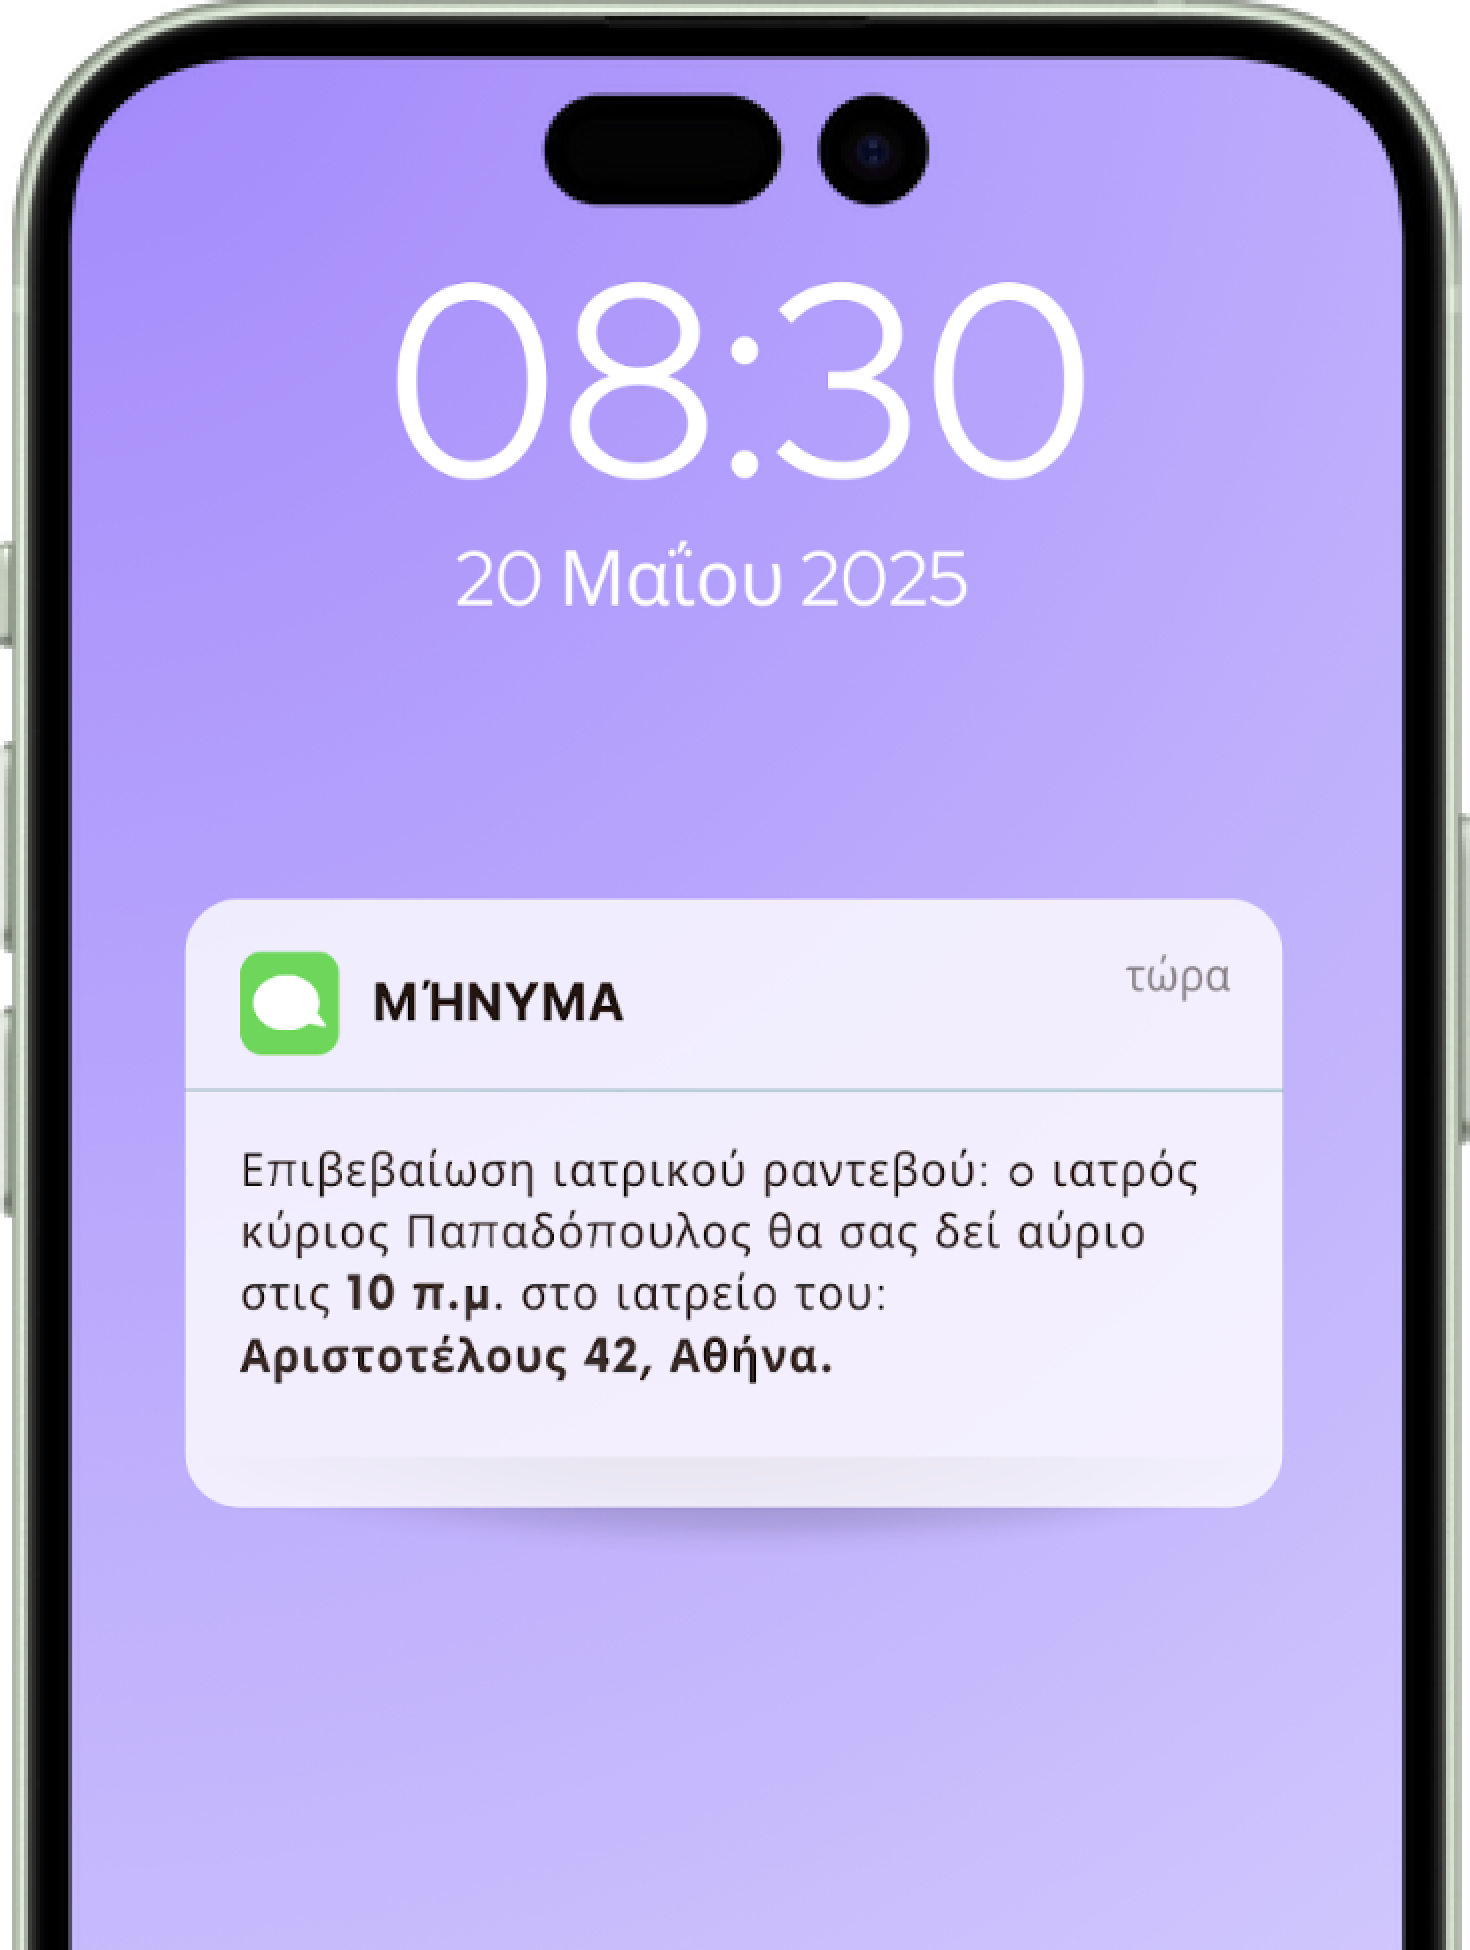 08:30
20 Μαΐου 2025
ΜΉΝΥΜΑ
τώρα
Επιβεβαίωση ιατρικού ραντεβού: ο ιατρός
κύριος Παπαδόπουλος θα σας δεί αύριο
στις 10 π.μ. στο ιατρείο του:
Αριστοτέλους 42, Αθήνα.